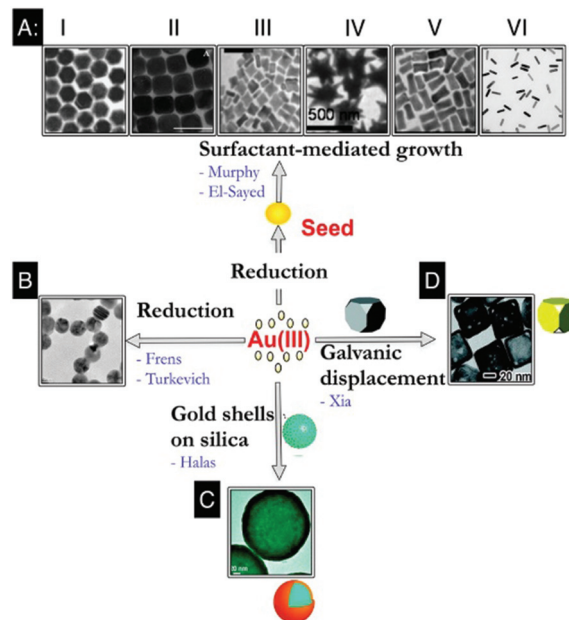 A: I II III IV V VI
A
500 nm
Surfactant-mediated growth
- Murphy
- El-Sayed
Seed
Reduction
B
Reduction
- Frens
- Turkevich
Au(III)
D
20 nm
Galvanic
displacement
- Xia
Gold shells
on silica
- Halas
C